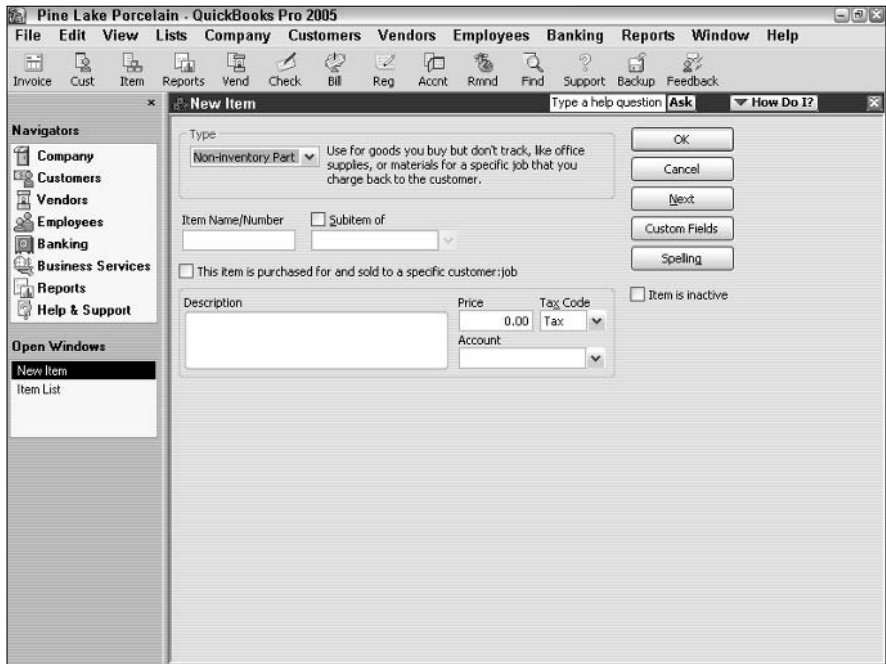 Pine Lake Porcelain - QuickBooks Pro 2005
File Edit View Lists Company Customers Vendors Employees Banking Reports Window Help
Invoice Cust Item Reports Vend Check Bill Reg Accnt Rmnd Find Support Backup Feedback
New Item
Type a help question Ask
How Do I?
Navigators
Company
Customers
Vendors
Employees
Banking
Business Services
Reports
Help & Support
Open Windows
New Item
Item List
Type
Non-inventory Part
Use for goods you buy but don't track, like office
supplies, or materials for a specific job that you
charge back to the customer.
Item Name/Number
Subitem of
This item is purchased for and sold to a specific customer:job
Description
Price
Tax Code
0.00
Tax
Account
OK
Cancel
Next
Custom Fields
Spelling
Item is inactive